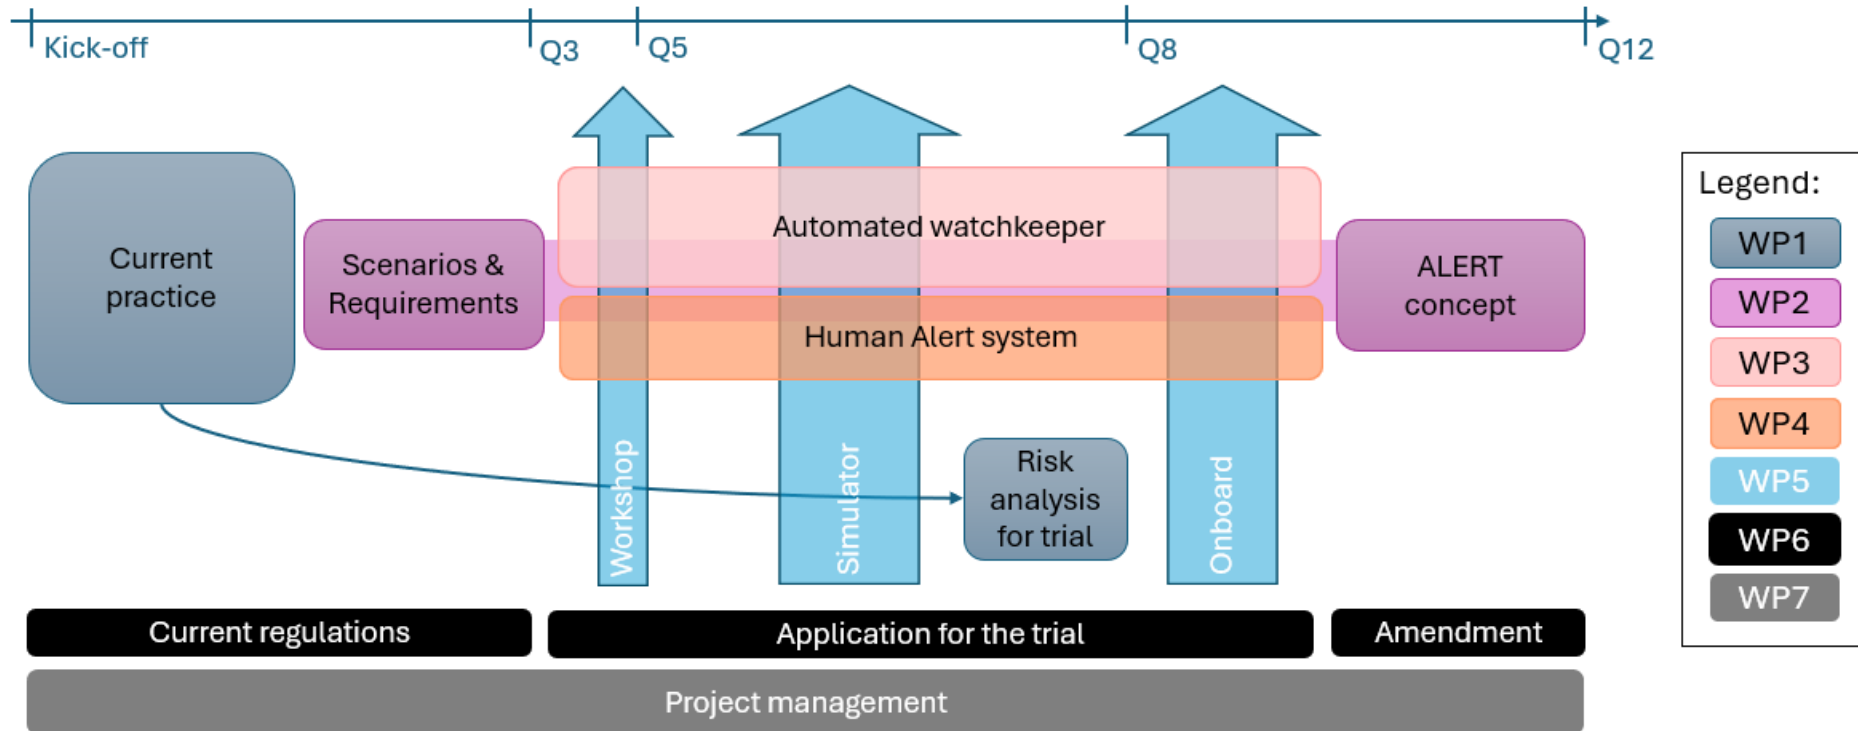 Kick-off
Q3
Q5
Q8
Q12
Current
practice
Scenarios &
Requirements
Automated watchkeeper
Human Alert system
ALERT
concept
Workshop
Simulator
Risk
analysis
for trial
Onboard
Current regulations
Application for the trial
Amendment
Project management
Legend:
WP1
WP2
WP3
WP4
WP5
WP6
WP7